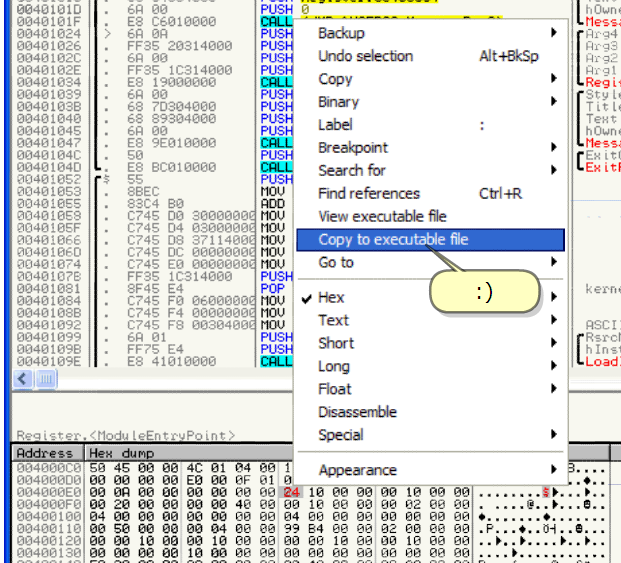 0040101D . 6A 00 PUSH 0
0040101F . E8 C6010000 CALL
00401024 > 6A 0A PUSH
00401026 . FF35 20314000 PUSH
0040102C . 6A 00 PUSH
0040102E . FF35 1C314000 PUSH
00401034 . E8 19000000 CALL
00401039 . 6A 00 PUSH
0040103B . 68 7D304000 PUSH
00401040 . 68 89304000 PUSH
00401045 . 6A 00 PUSH
00401047 . E8 9E010000 CALL
0040104C . 50 PUSH
0040104D . E8 BC010000 CALL
00401052 $ 55 PUSH
00401053 . 8BEC MOV
00401055 . 83C4 B0 ADD
00401058 . C745 D0 30000000 MOV
0040105F . C745 D4 03000000 MOV
00401066 . C745 D8 37114000 MOV
0040106D . C745 DC 00000000 MOV
00401074 . C745 E0 00000000 MOV
0040107B . FF35 1C314000 PUSH
00401081 . 8F45 E4 POP
00401084 . C745 F0 06000000 MOV
0040108B . C745 F4 00000000 MOV
00401092 . C745 F8 00304000 MOV
00401099 . 6A 01 PUSH
0040109B . FF75 E4 PUSH
0040109E . E8 41010000 CALL
hOwne
Messa
Arg4
Arg3
Arg2
Arg1
Regis
Style
Title
Text
hOwne
Messa
ExitC
ExitP
kerne
ASCII
RsrcN
hInst
LoadI
Backup
Undo selection Alt+BkSp
Copy
Binary
Label :
Breakpoint
Search for
Find references Ctrl+R
View executable file
Copy to executable file
Go to
:)
Hex
Text
Short
Long
Float
Disassemble
Special
Appearance
Register.<ModuleEntryPoint>
Address Hex dump
004000C0 50 45 00 00 4C 01 04 00 1
004000D0 00 00 00 00 E0 00 0F 01 0
004000E0 00 0A 00 00 00 00 00 00 24 10 00 00 00 10 00 00
004000F0 00 20 00 00 00 00 40 00 00 10 00 00 00 02 00 00
00400100 04 00 00 00 00 00 00 00 04 00 00 00 00 00 00 00
00400110 00 50 00 00 00 04 00 00 99 B4 00 00 02 00 00 00
00400120 00 00 10 00 00 10 00 00 00 00 10 00 00 10 00 00
00400130 00 00 00 00 10 00 00 00 00 00 00 00 00 00 00 00